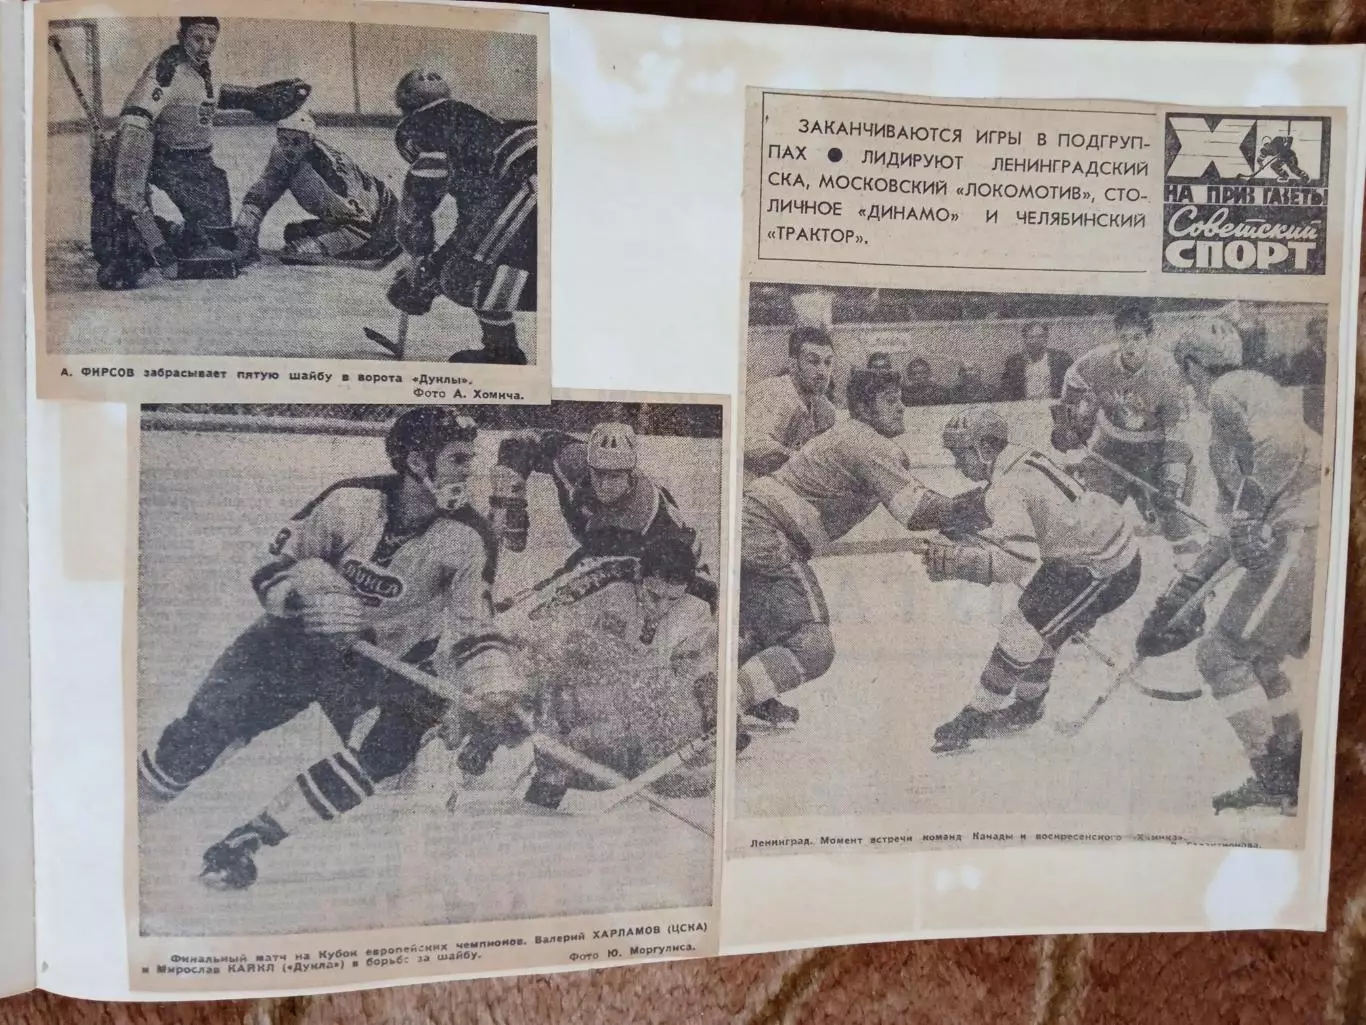 А. ФИРСОВ забрасывает пятую шайбу в ворота «Дуклы».
Фото А. Хомича.
Финальный матч на Кубок европейских чемпионов. Валерий ХАРЛАМОВ (ЦСКА)
и Мирослав КАЙКЛ («Дукла») в борьбе за шайбу.
Фото Ю. Моргулиса.
ЗАКАНЧИВАЮТСЯ ИГРЫ В ПОДГРУП-
ПАХ ● ЛИДИРУЮТ ЛЕНИНГРАДСКИЙ
СКА, МОСКОВСКИЙ «ЛОКОМОТИВ», СТО-
ЛИЧНОЕ «ДИНАМО» И ЧЕЛЯБИНСКИЙ
«ТРАКТОР».
НА ПРИЗ ГАЗЕТЫ
Советский
СПОРТ
Ленинград. Момент встречи команд Канады и воскресенского «Химика».